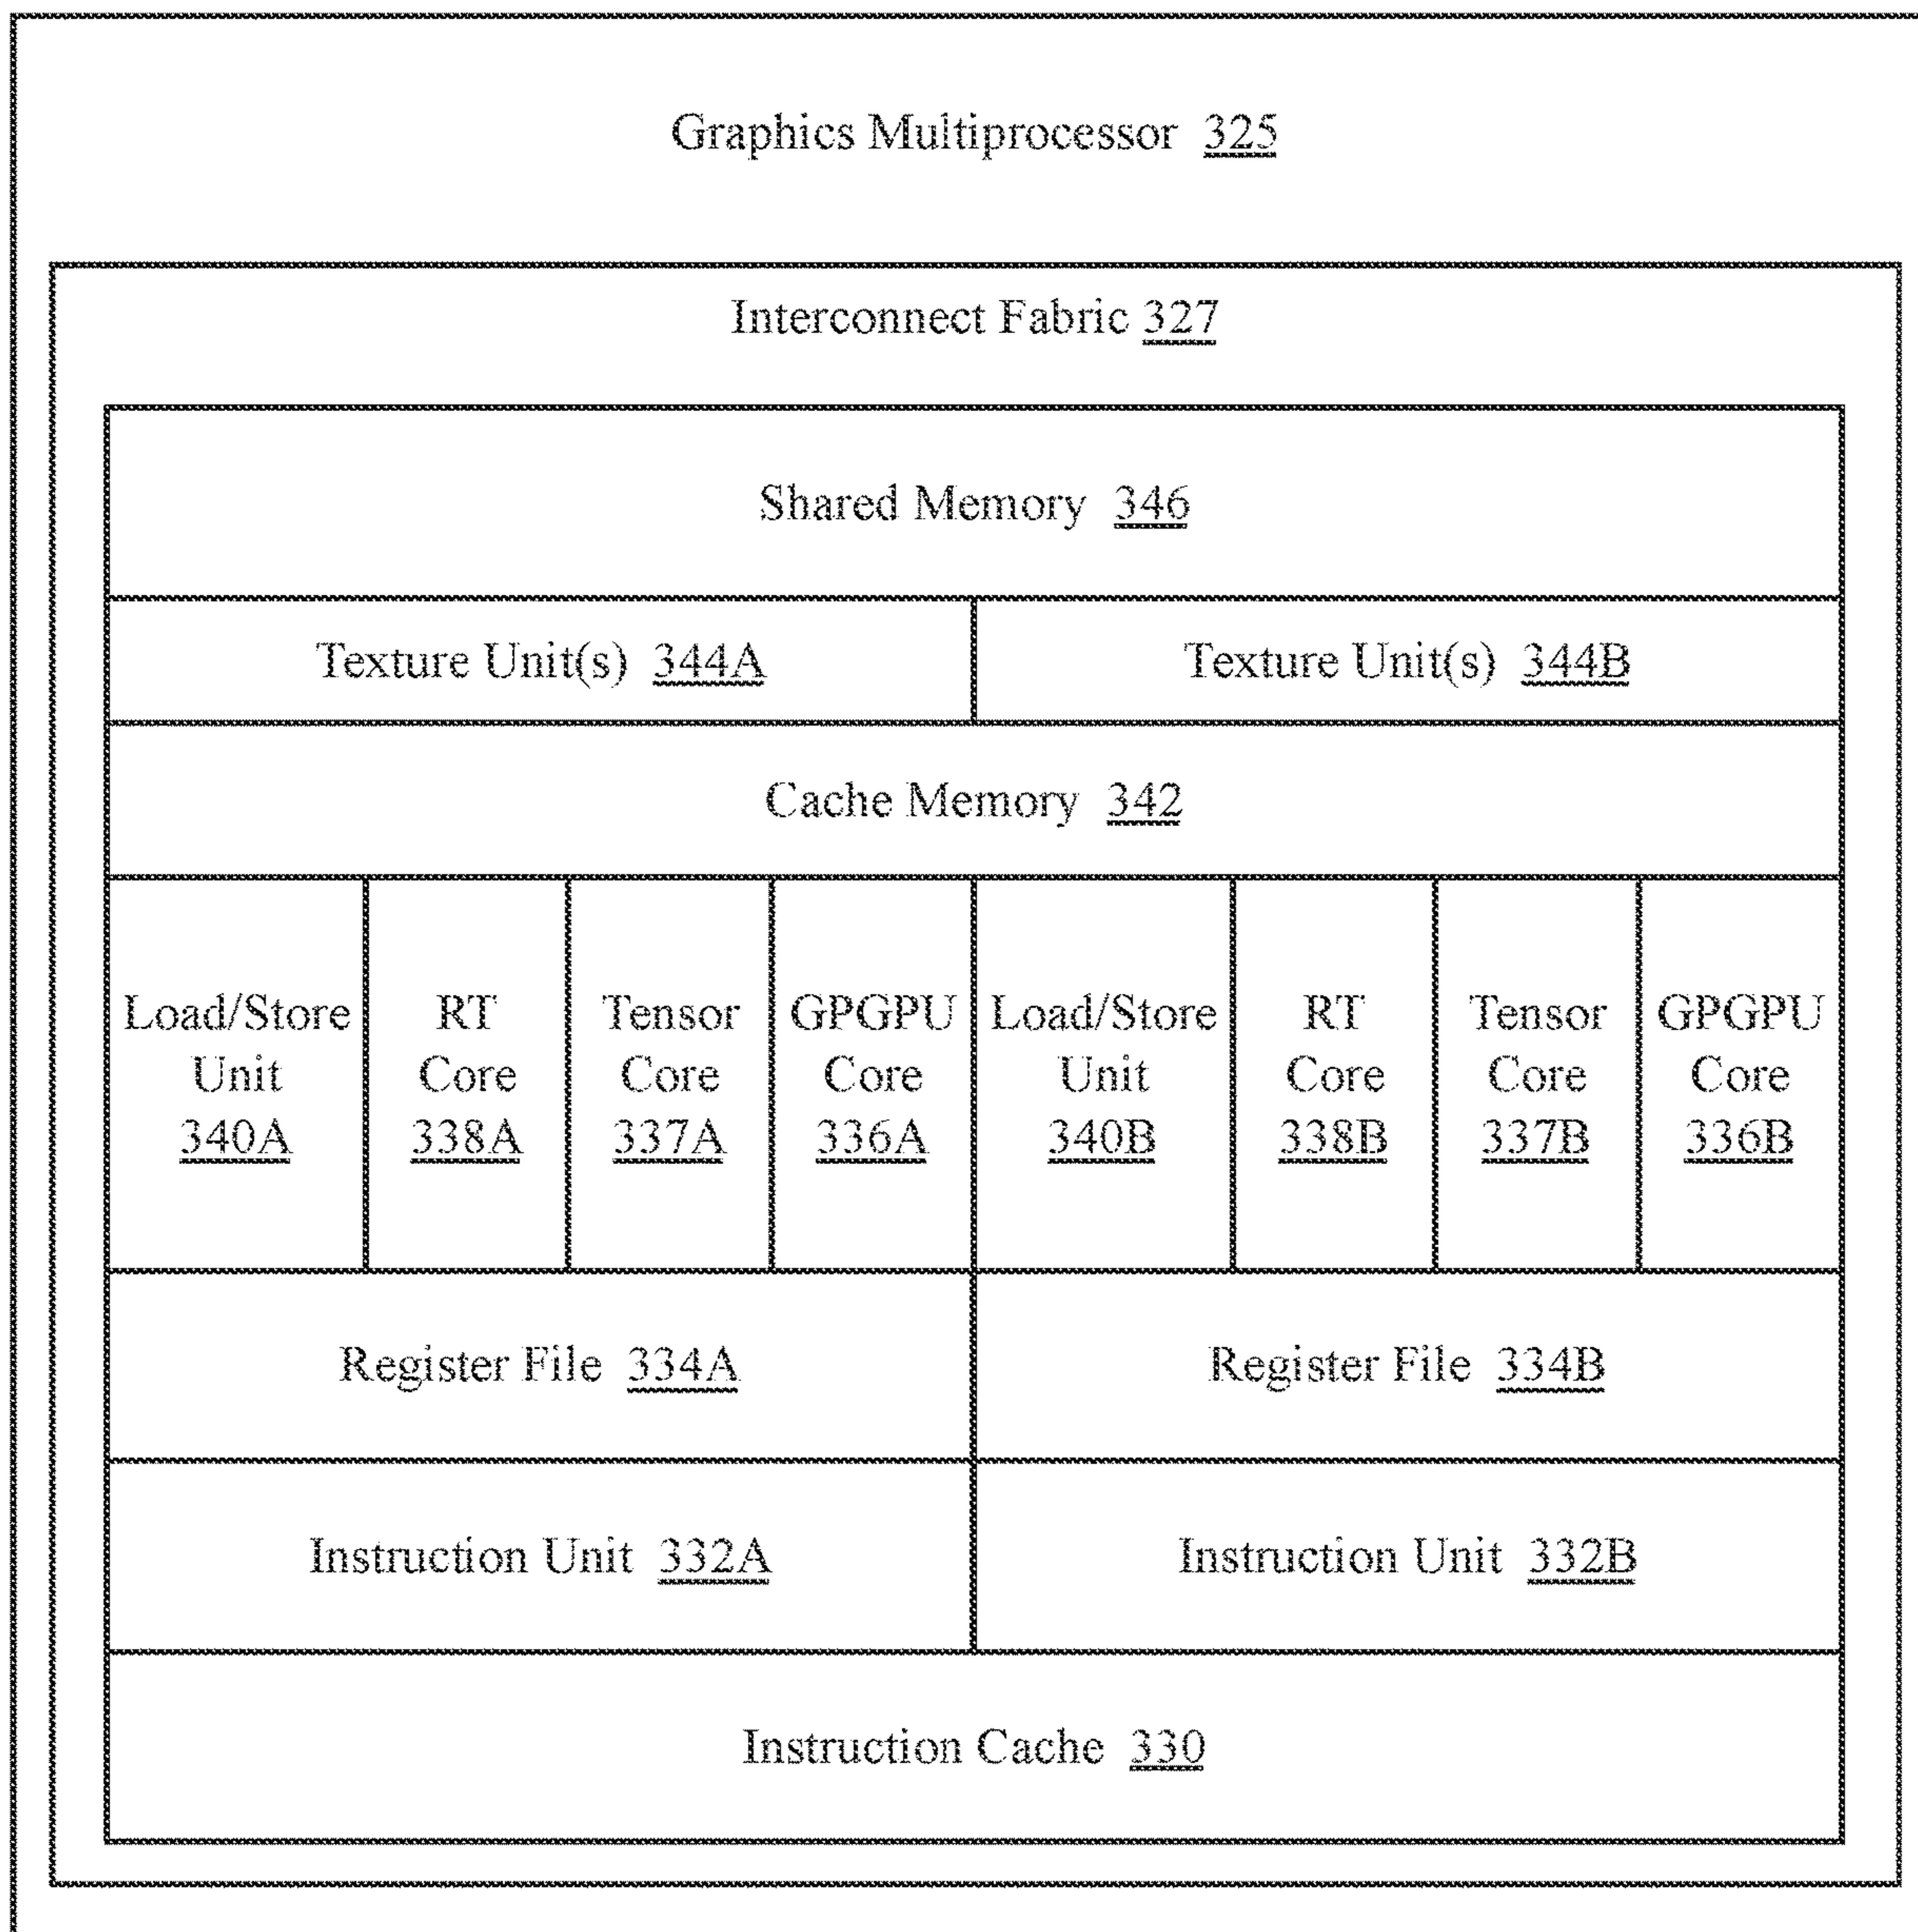 Graphics Multiprocessor 325
Interconnect Fabric 327
Shared Memory 346
Texture Unit(s) 344A
Texture Unit(s) 344B
Cache Memory 342
Load/Store
Unit
340A
RT
Core
338A
Tensor
Core
337A
GPGPU
Core
336A
Load/Store
Unit
340B
RT
Core
338B
Tensor
Core
337B
GPGPU
Core
336B
Register File 334A
Register File 334B
Instruction Unit 332A
Instruction Unit 332B
Instruction Cache 330